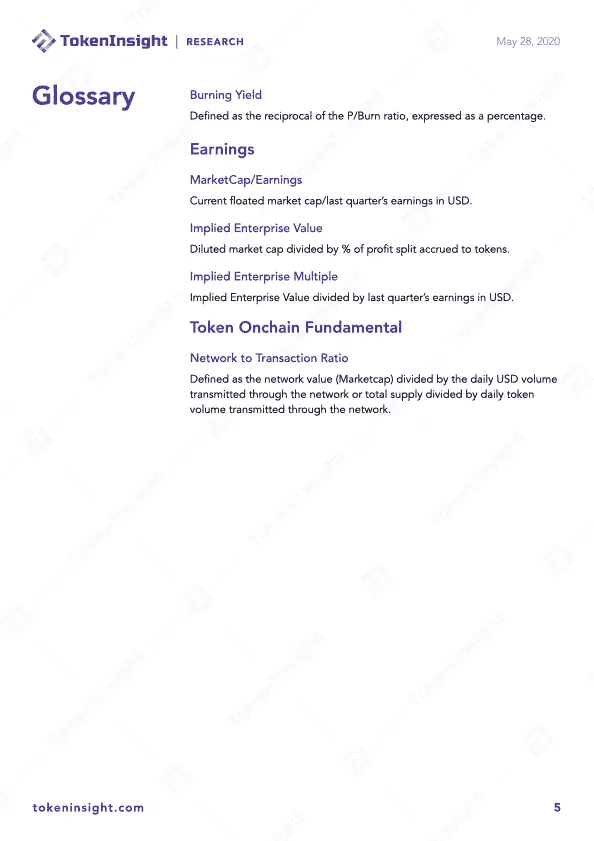 TokenInsight | RESEARCH
May 28, 2020
Glossary
Burning Yield
Defined as the reciprocal of the P/Burn ratio, expressed as a percentage.
Earnings
MarketCap/Earnings
Current floated market cap/last quarter’s earnings in USD.
Implied Enterprise Value
Diluted market cap divided by % of profit split accrued to tokens.
Implied Enterprise Multiple
Implied Enterprise Value divided by last quarter’s earnings in USD.
Token Onchain Fundamental
Network to Transaction Ratio
Defined as the network value (Marketcap) divided by the daily USD volume
transmitted through the network or total supply divided by daily token
volume transmitted through the network.
tokeninsight.com
5